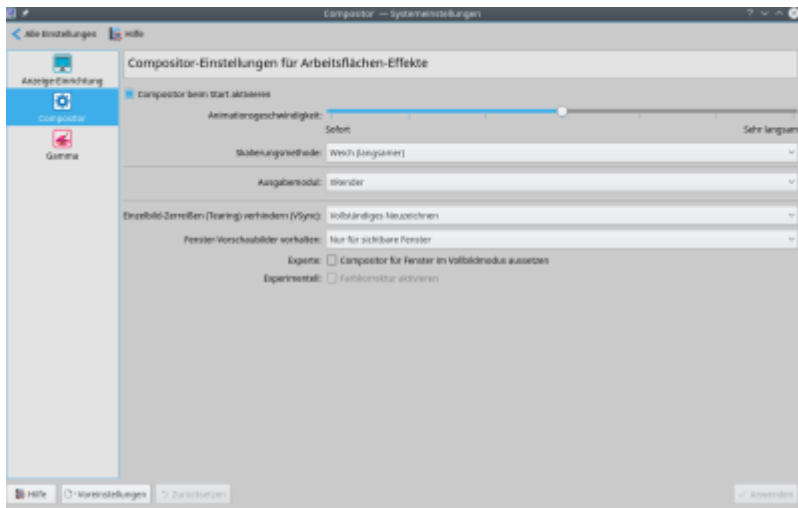 Compositor — Systemeinstellungen
Alle Einstellungen Hilfe
Anzeige-Einrichtung
Compositor
Gamma
Compositor-Einstellungen für Arbeitsflächen-Effekte
Compositor beim Start aktivieren
Animationsgeschwindigkeit:
Sofort Sehr langsam
Skalierungsmethode: Weich (langsamer)
Ausgabemodul: XRender
Einzelbild-Zerreißen (Tearing) verhindern (VSync): Vollständiges Neuzeichnen
Fenster-Vorschaubilder vorhalten: Nur für sichtbare Fenster
Experte: Compositor für Fenster im Vollbildmodus aussetzen
Experimentell: Farbkorrektur aktivieren
Hilfe Voreinstellungen Zurücksetzen Anwenden